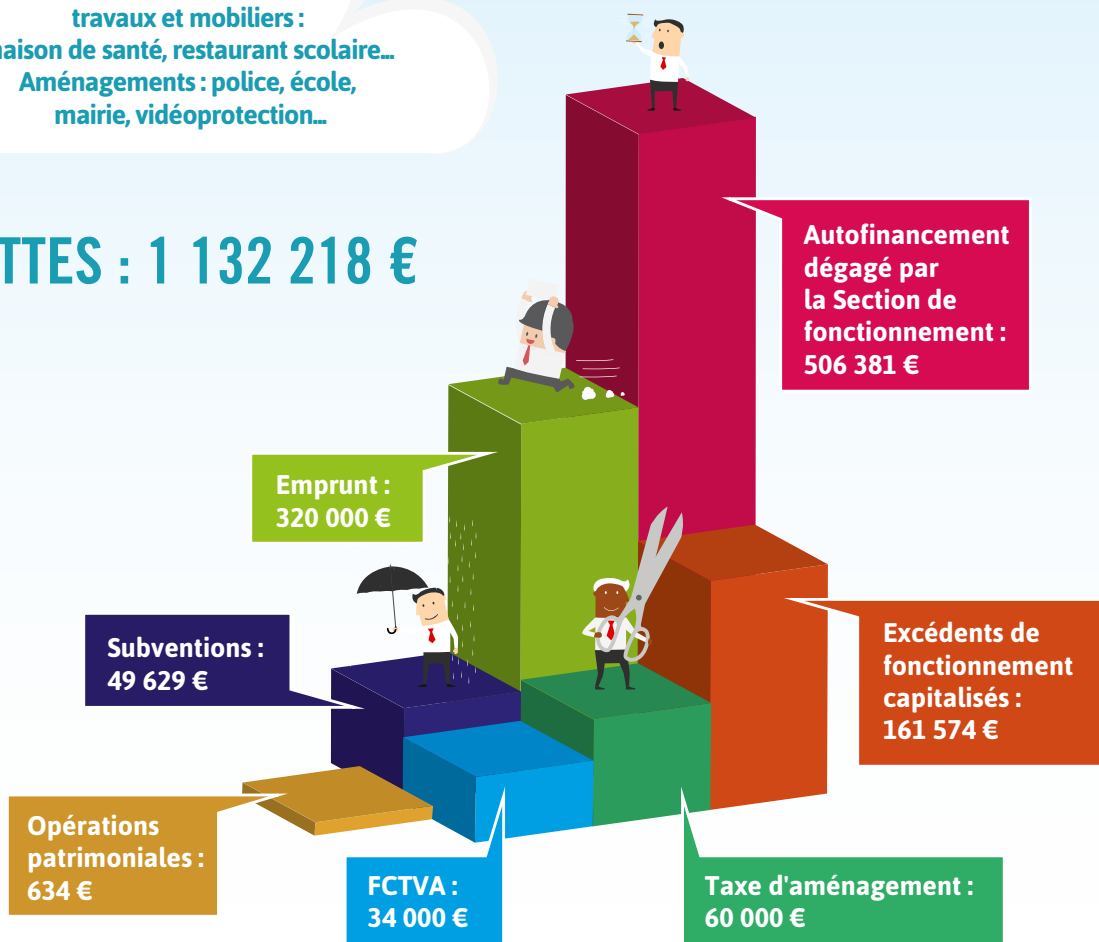 travaux et mobiliers :
maison de santé, restaurant scolaire...
Aménagements : police, école,
mairie, vidéoprotection...
TTES : 1 132 218 €
Autofinancement
dégagé par
la Section de
fonctionnement :
506 381 €
Emprunt :
320 000 €
Subventions :
49 629 €
Excédents de
fonctionnement
capitalisés :
161 574 €
Opérations
patrimoniales :
634 €
FCTVA :
34 000 €
Taxe d'aménagement :
60 000 €